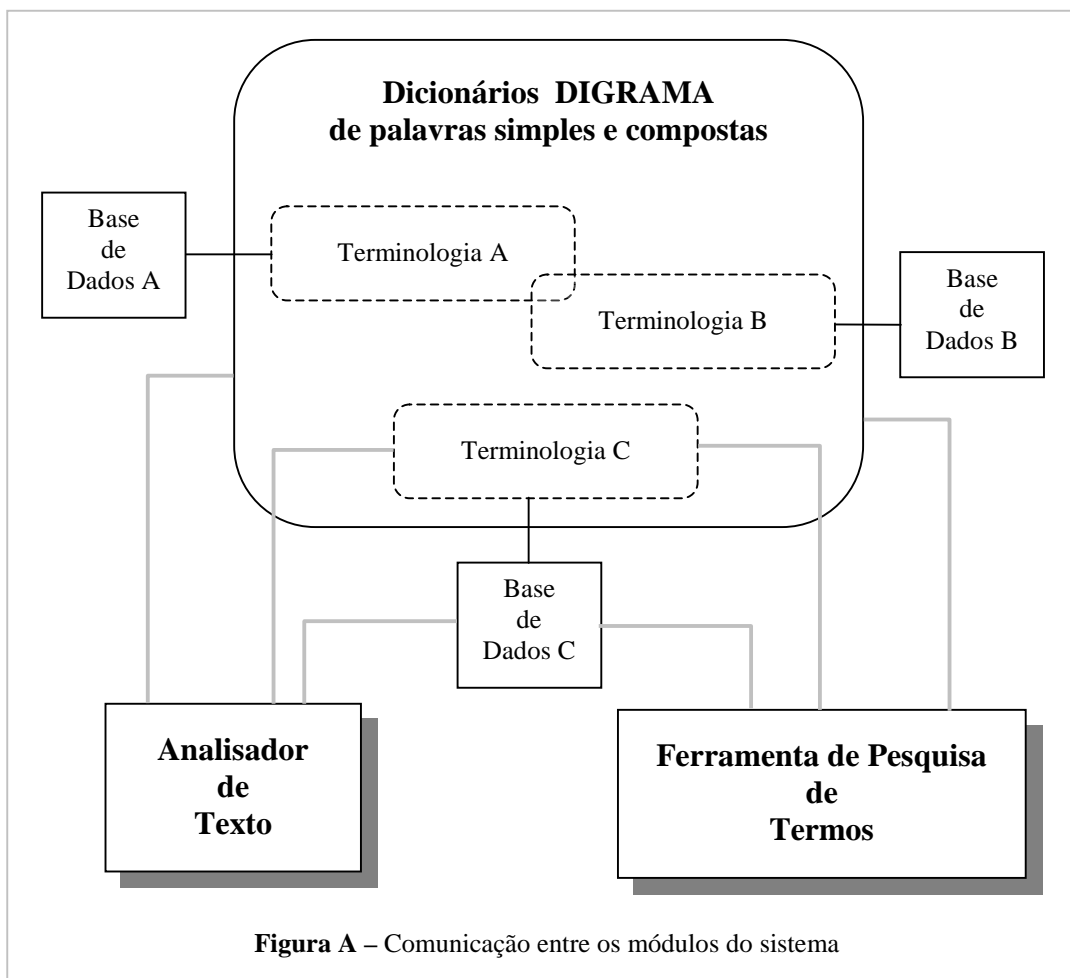 Dicionários DIGRAMA
de palavras simples e compostas
Base
de
Dados A
Terminologia A
Terminologia B
Base
de
Dados B
Terminologia C
Base
de
Dados C
Analisador
de
Texto
Ferramenta de Pesquisa
de
Termos
Figura A – Comunicação entre os módulos do sistema